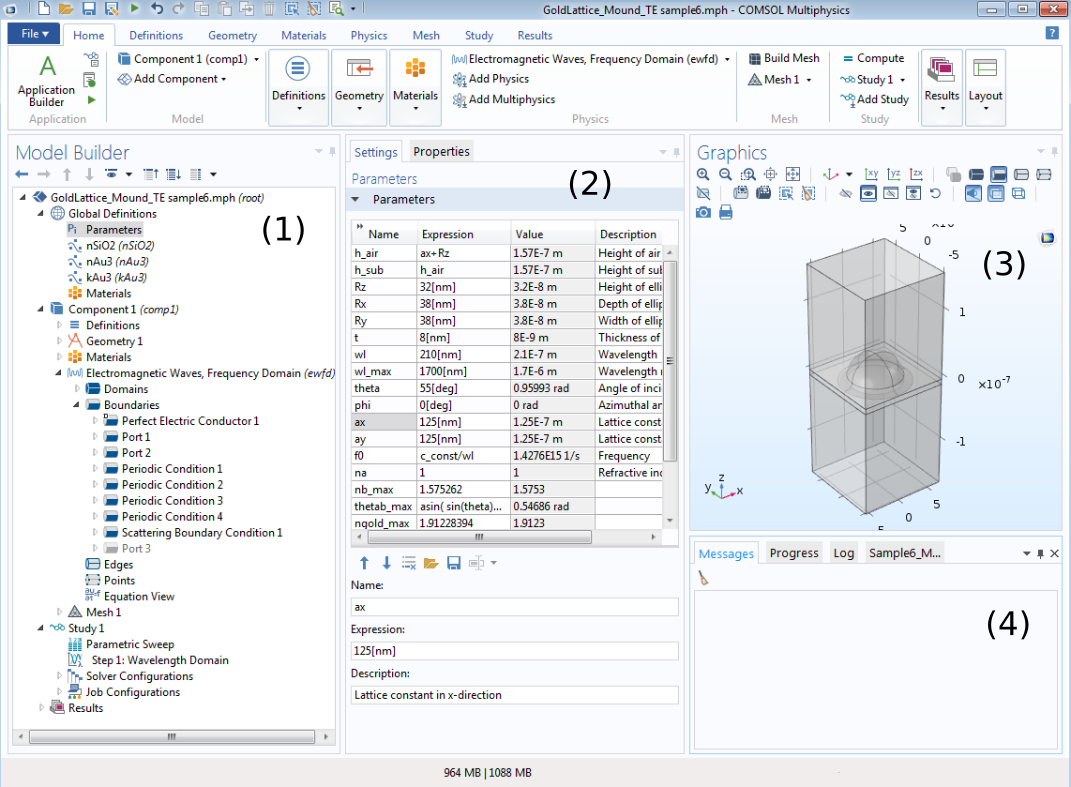 GoldLattice_Mound_TE sample6.mph - COMSOL Multiphysics
File Home Definitions Geometry Materials Physics Mesh Study Results
Application Builder
Application
Component 1 (comp1)
Add Component
Model
Definitions
Geometry
Materials
Electromagnetic Waves, Frequency Domain (ewfd)
Add Physics
Add Multiphysics
Physics
Build Mesh
Mesh 1
Mesh
Compute
Study 1
Add Study
Study
Results
Layout
Model Builder
GoldLattice_Mound_TE sample6.mph (root)
Global Definitions
Pi Parameters
nSiO2 (nSiO2)
nAu3 (nAu3)
kAu3 (kAu3)
Materials
Component 1 (comp1)
Definitions
Geometry 1
Materials
Electromagnetic Waves, Frequency Domain (ewfd)
Domains
Boundaries
Perfect Electric Conductor 1
Port 1
Port 2
Periodic Condition 1
Periodic Condition 2
Periodic Condition 3
Periodic Condition 4
Scattering Boundary Condition 1
Port 3
Edges
Points
Equation View
Mesh 1
Study 1
Parametric Sweep
Step 1: Wavelength Domain
Solver Configurations
Job Configurations
Results
(1)
Settings Properties
Parameters
(2)
Parameters
Name Expression Value Description
h_air ax+Rz 1.57E-7 m Height of air
h_sub h_air 1.57E-7 m Height of sub
Rz 32[nm] 3.2E-8 m Height of ellip
Rx 38[nm] 3.8E-8 m Depth of ellip
Ry 38[nm] 3.8E-8 m Width of ellip
t 8[nm] 8E-9 m Thickness of
wl 210[nm] 2.1E-7 m Wavelength
wl_max 1700[nm] 1.7E-6 m Wavelength
theta 55[deg] 0.95993 rad Angle of inci
phi 0[deg] 0 rad Azimuthal an
ax 125[nm] 1.25E-7 m Lattice const
ay 125[nm] 1.25E-7 m Lattice const
f0 c_const/wl 1.4276E15 1/s Frequency
na 1 1 Refractive inc
nb_max 1.575262 1.5753
thetab_max asin( sin(theta)... 0.54686 rad
ngold_max 1.91228394 1.9123
Name:
ax
Expression:
125[nm]
Description:
Lattice constant in x-direction
Graphics
xy yz zx
5
0
-5
(3)
1
0 ×10-7
-1
5
0
z
y x
Messages Progress Log Sample6_M...
(4)
964 MB | 1088 MB